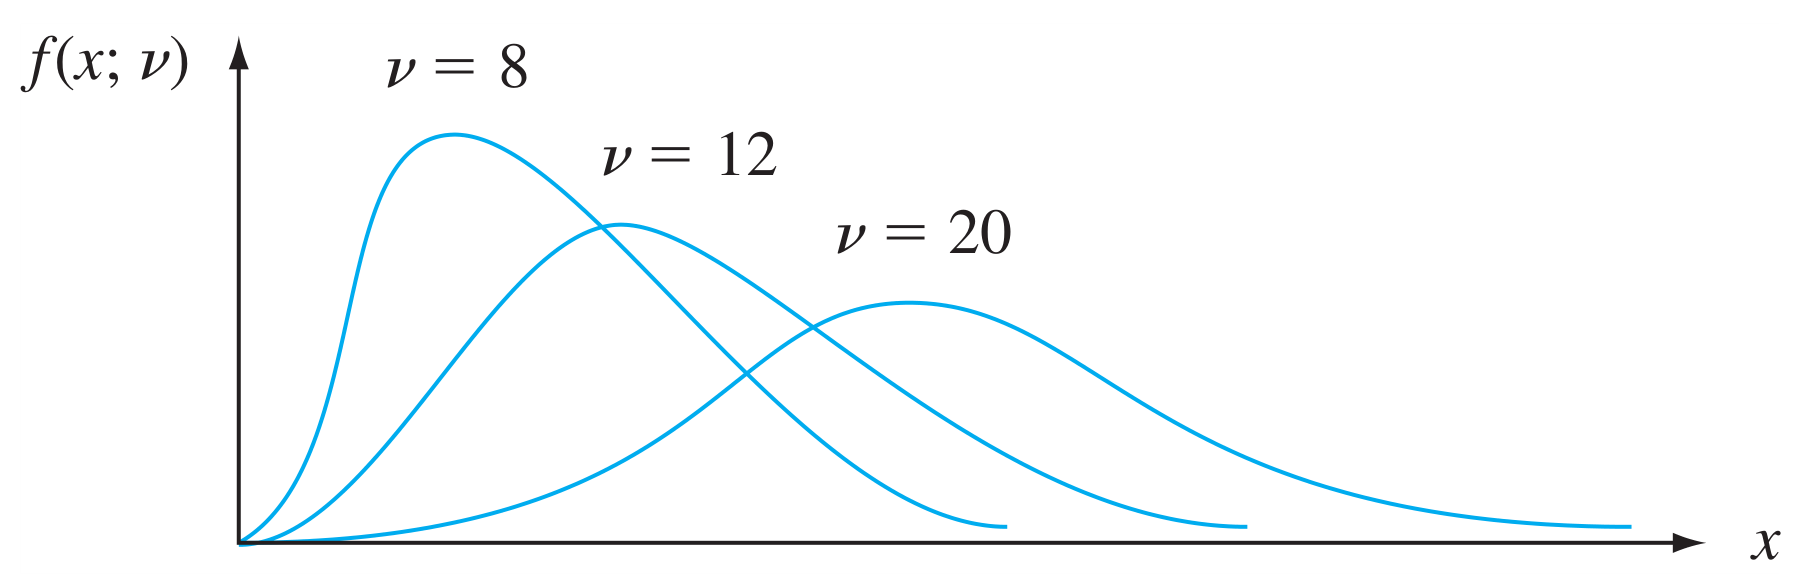 f(x; ν)
ν = 8
ν = 12
ν = 20
x